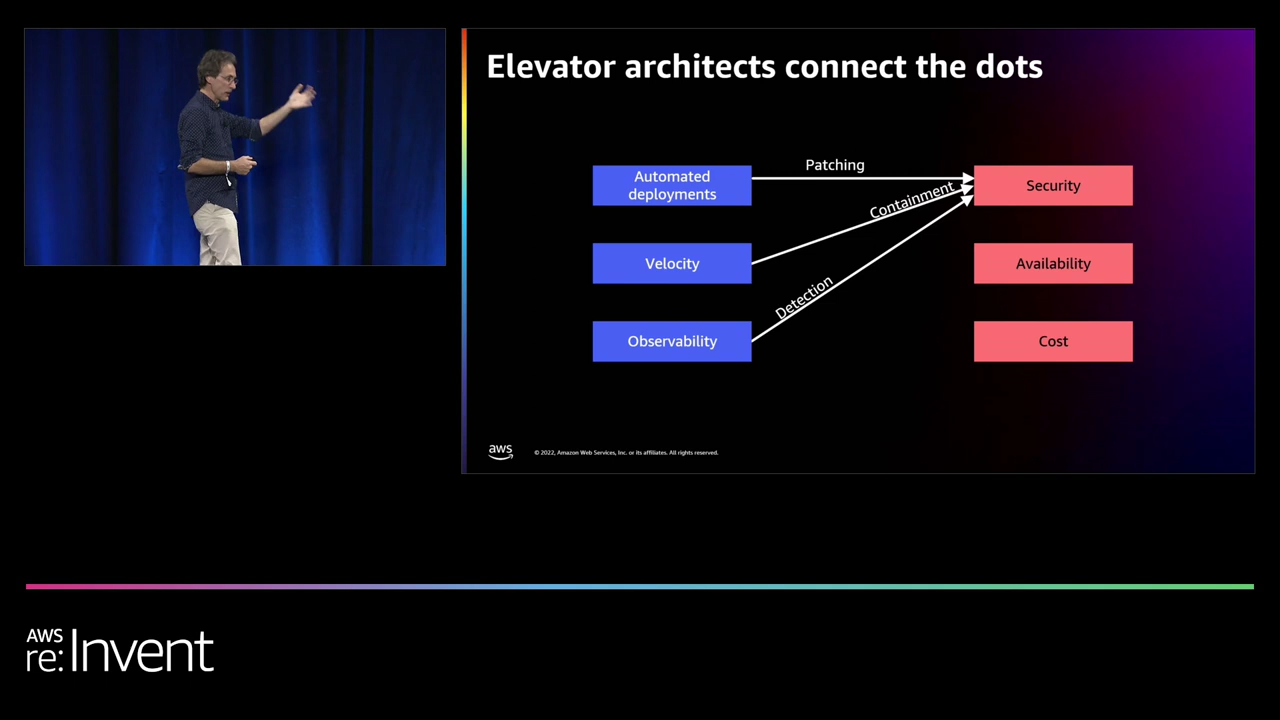 Elevator architects connect the dots
Automated
deployments
Patching
Security
Containment
Velocity
Availability
Detection
Observability
Cost
aws
© 2022, Amazon Web Services, Inc. or its affiliates. All rights reserved.
AWS
re:Invent